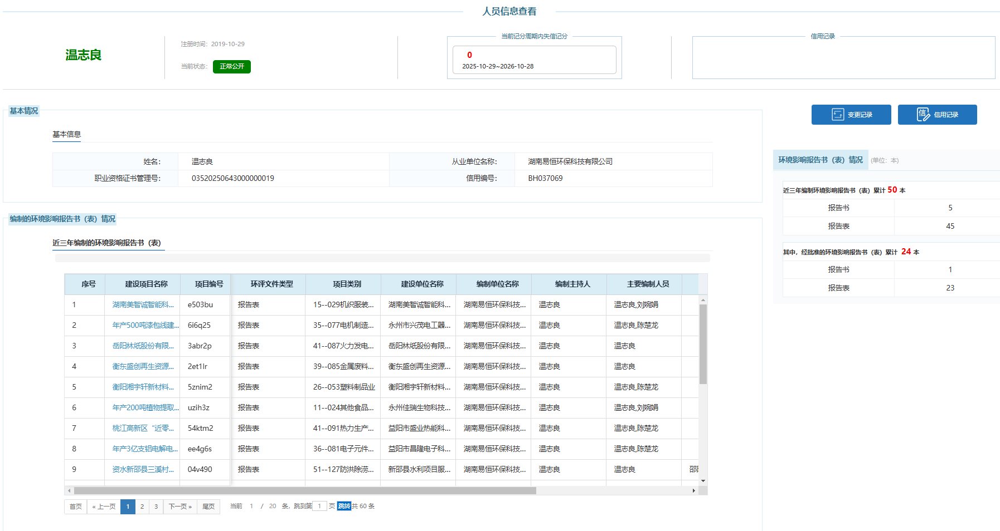 人员信息查看
温志良
注册时间：2019-10-29
当前状态：
正常公开
当前记分周期内失信记分
0
2025-10-29~2026-10-28
信用记录
基本情况
变更记录
信用记录
基本信息
姓名：
温志良
从业单位名称：
湖南易恒环保科技有限公司
职业资格证书管理号：
03520250643000000019
信用编号：
BH037069
环境影响报告书（表）情况 (单位：本)
近三年编制环境影响报告书（表）累计 50 本
报告书 5
报告表 45
其中，经批准的环境影响报告书（表）累计 24 本
报告书 1
报告表 23
编制的环境影响报告书（表）情况
近三年编制的环境影响报告书（表）
序号 建设项目名称 项目编号 环评文件类型 项目类别 建设单位名称 编制单位名称 编制主持人 主要编制人员
1 湖南美智诚智能科... e503bu 报告表 15--029机织服装... 湖南美智诚智能科... 湖南易恒环保科技... 温志良 温志良,刘婉娟
2 年产500吨漆包线建... 6i6q25 报告表 35--077电机制造... 永州市兴茂电工器... 湖南易恒环保科技... 温志良 温志良,陈楚龙
3 岳阳林纸股份有限... 3abr2p 报告表 41--087火力发电... 岳阳林纸股份有限... 湖南易恒环保科技... 温志良 温志良
4 衡东盛创再生资源... 2et1lr 报告表 39--085金属废料... 衡东盛创再生资源... 湖南易恒环保科技... 温志良 温志良
5 衡阳湘宇轩新材料... 5znim2 报告表 26--053塑料制品业 衡阳湘宇轩新材料... 湖南易恒环保科技... 温志良 温志良,陈楚龙
6 年产200吨植物提取... uzih3z 报告表 11--024其他食品... 永州佳瑞生物科技... 湖南易恒环保科技... 温志良 温志良,刘婉娟
7 桃江高新区“近零... 54ktm2 报告表 41--091热力生产... 益阳市盛业热能科... 湖南易恒环保科技... 温志良 温志良,陈楚龙
8 年产3亿支铝电解电... ee4g6s 报告表 36--081电子元件... 益阳市昌隆电子科... 湖南易恒环保科技... 温志良 温志良,陈楚龙
9 资水新邵县三溪村... 04v490 报告表 51--127防洪除涝... 新邵县水利项目服... 湖南易恒环保科技... 温志良 温志良 邵
首页 « 上一页 1 2 3 下一页 » 尾页 当前 1 / 20 条，跳到第 1 页 跳转 共 60 条